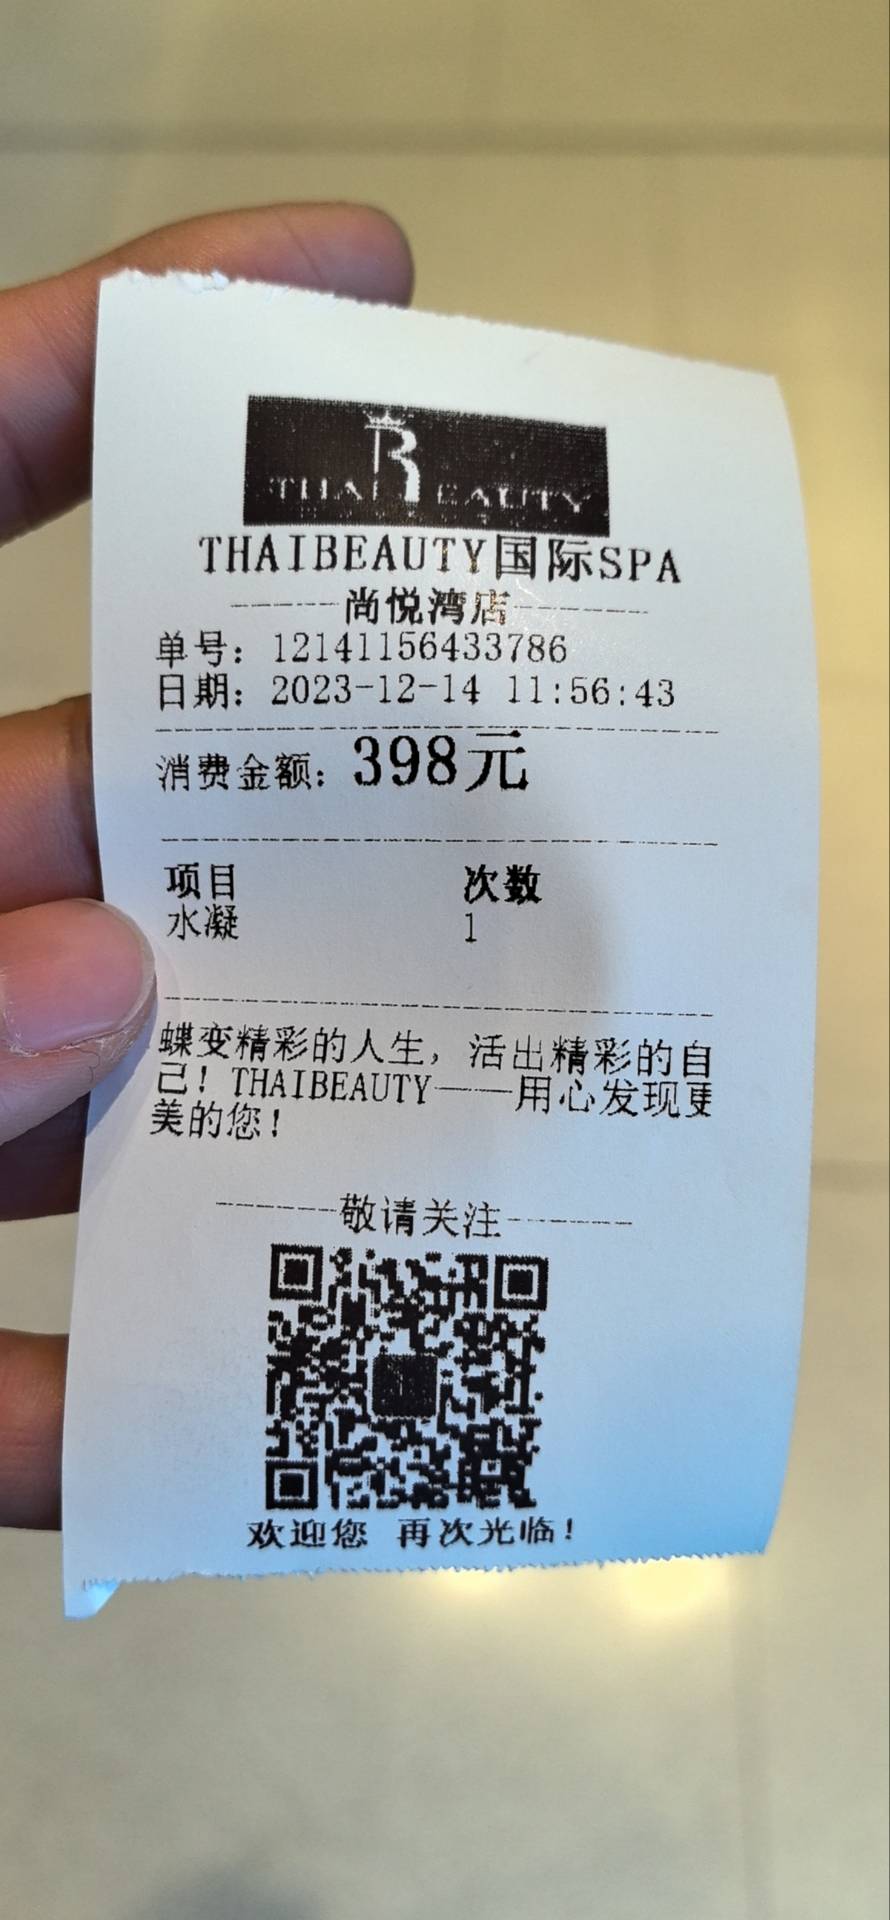 THAI BEAUTY
THAIBEAUTY国际SPA
----------尚悦湾店----------
单号：12141156433786
日期：2023-12-14 11:56:43
消费金额：398元
项目 次数
水凝 1
蝶变精彩的人生，活出精彩的自
己！THAIBEAUTY——用心发现更
美的您！
----------敬请关注----------
欢迎您 再次光临！